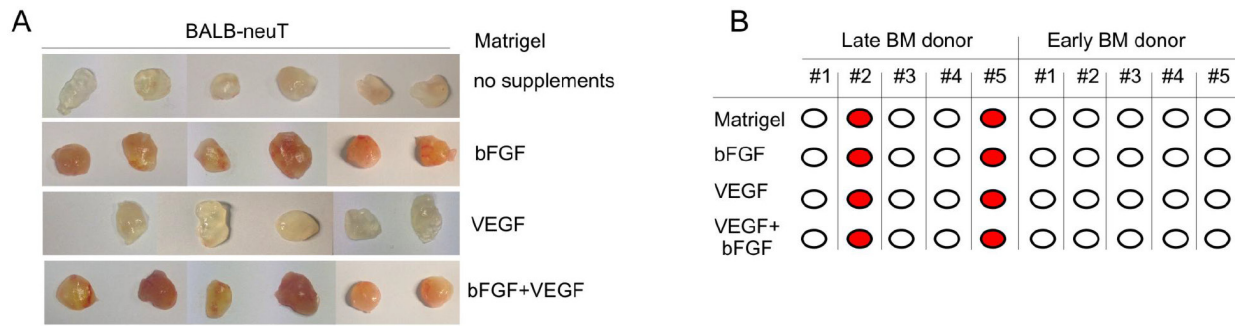 A
BALB-neuT
Matrigel
no supplements
bFGF
VEGF
bFGF+VEGF
B
Late BM donor Early BM donor
#1 #2 #3 #4 #5 #1 #2 #3 #4 #5
Matrigel
bFGF
VEGF
VEGF+
bFGF